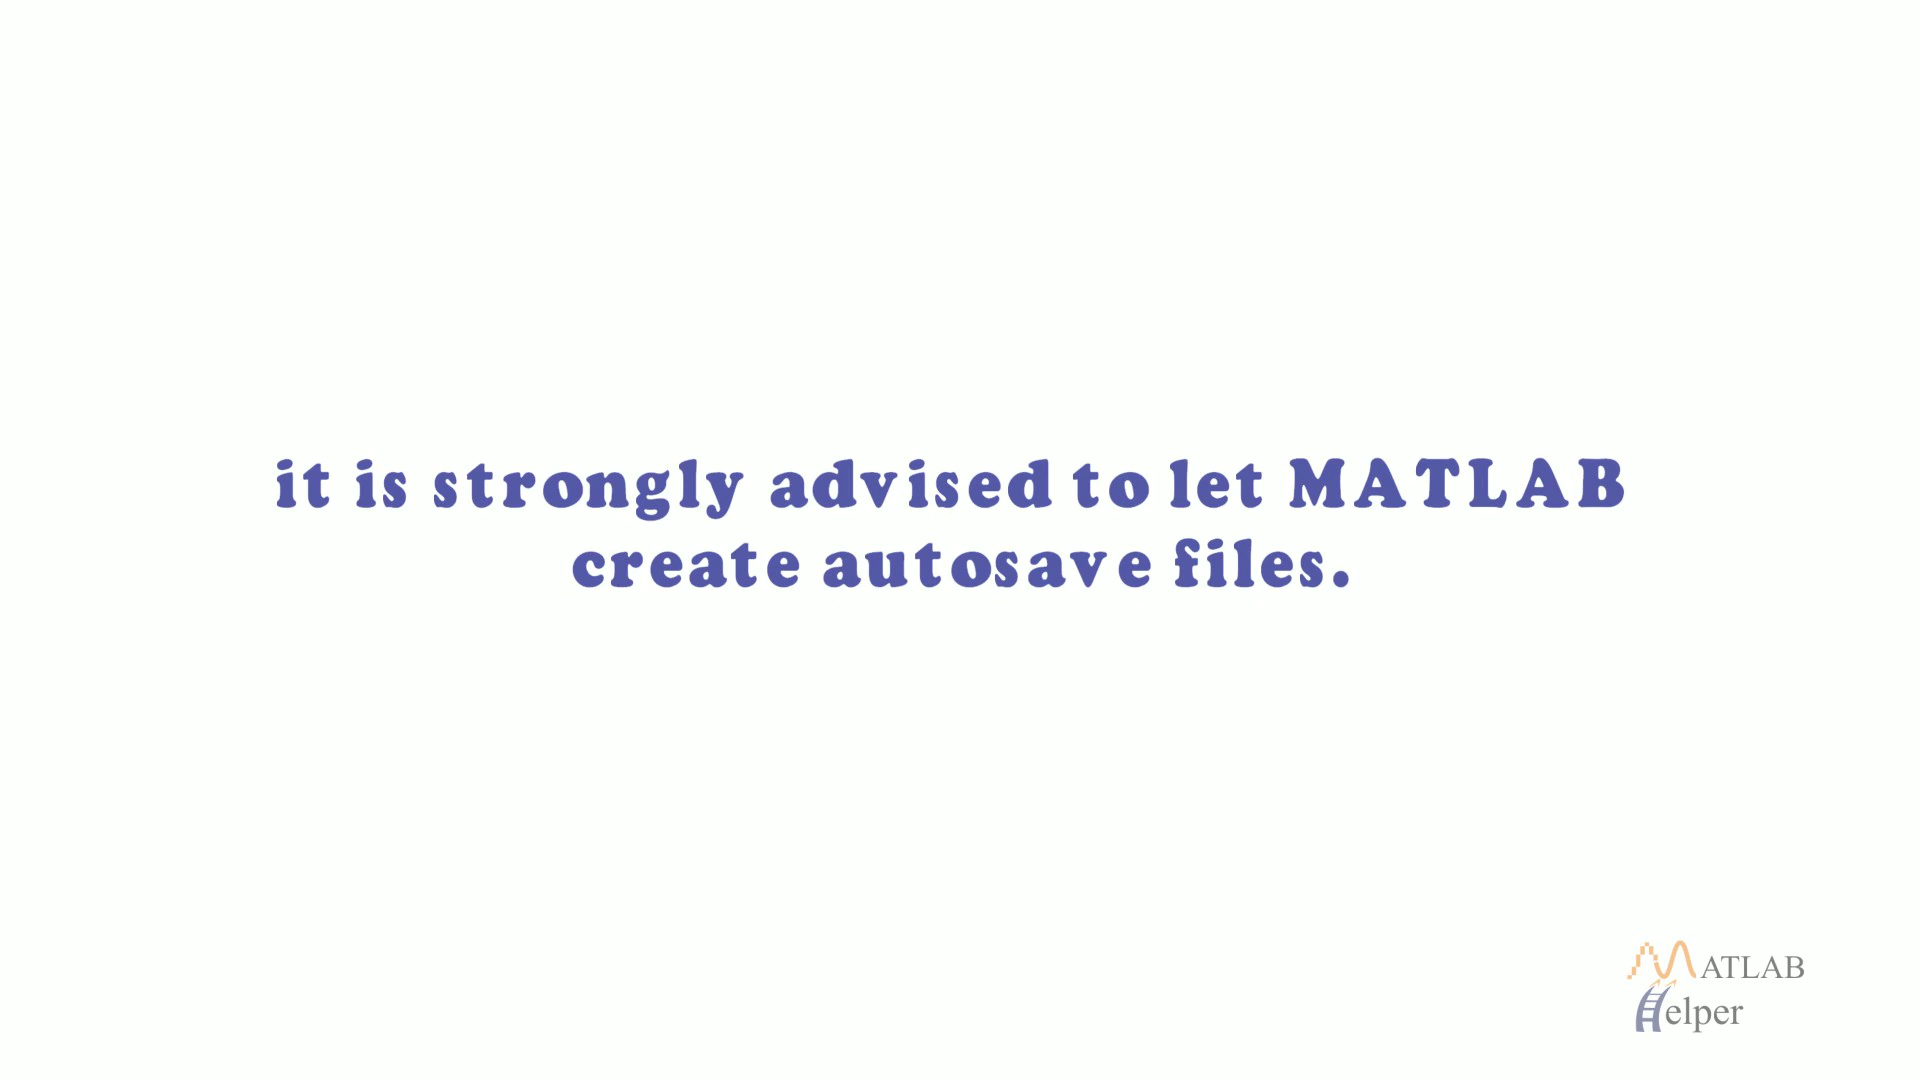 it is strongly advised to let MATLAB
create autosave files.
MATLAB
Helper